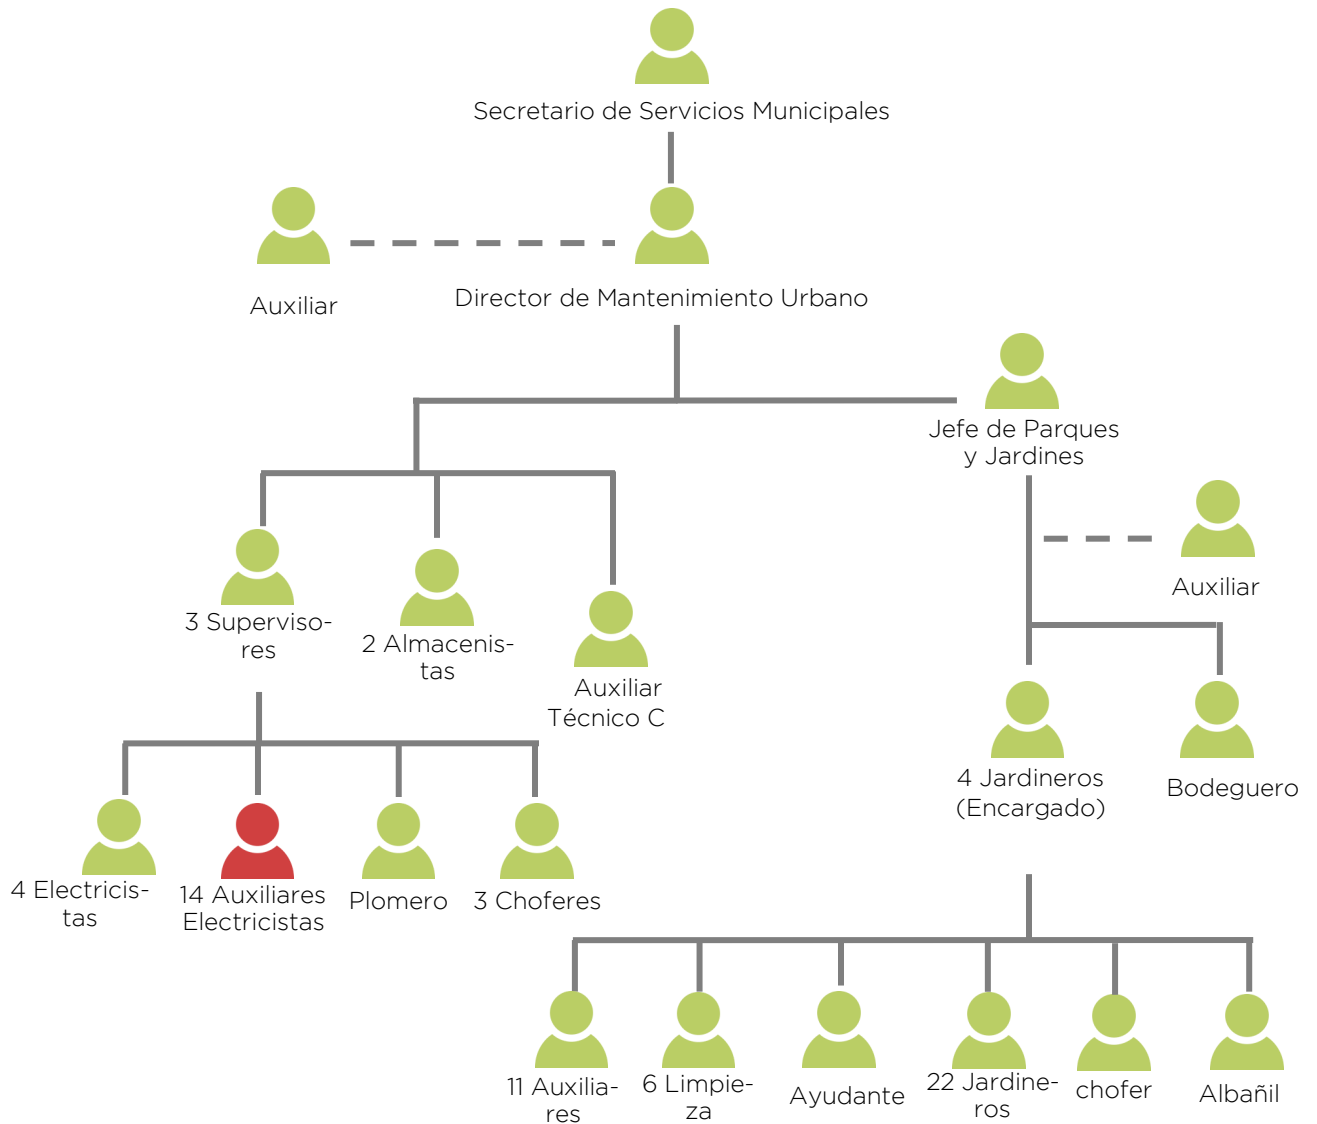 Secretario de Servicios Municipales
Auxiliar
Director de Mantenimiento Urbano
Jefe de Parques
y Jardines
Auxiliar
3 Superviso-
res
2 Almacenis-
tas
Auxiliar
Técnico C
4 Jardineros
(Encargado)
Bodeguero
4 Electricis-
tas
14 Auxiliares
Electricistas
Plomero
3 Choferes
11 Auxilia-
res
6 Limpie-
za
Ayudante
22 Jardine-
ros
chofer
Albañil